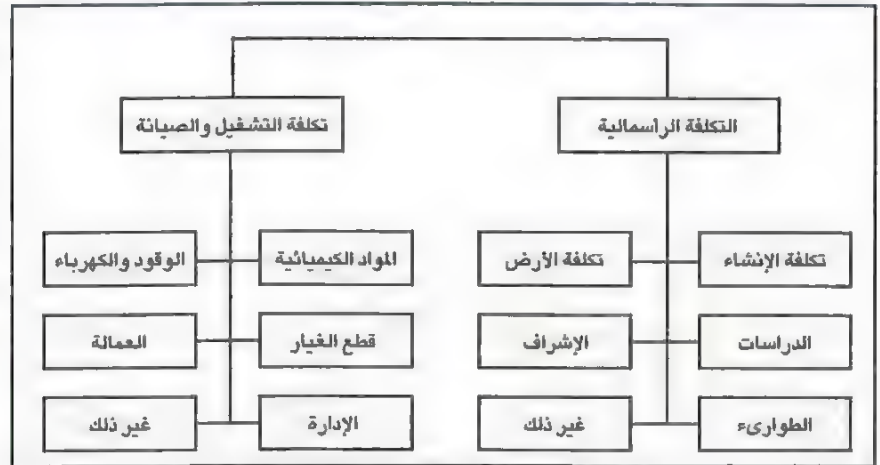 التكلفة الرأسمالية
تكلفة التشغيل والصيانة
تكلفة الإنشاء
تكلفة الأرض
المواد الكيميائية
الوقود والكهرباء
الدراسات
الإشراف
قطع الغيار
العمالة
الطوارىء
غير ذلك
الإدارة
غير ذلك